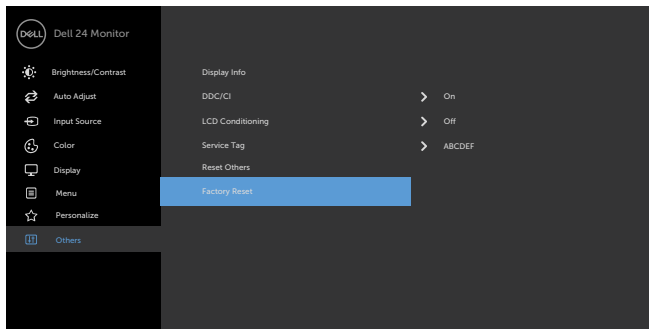 DELL Dell 24 Monitor
Brightness/Contrast Display Info
Auto Adjust DDC/CI On
Input Source LCD Conditioning Off
Color Service Tag ABCDEF
Display Reset Others
Menu Factory Reset
Personalize
Others